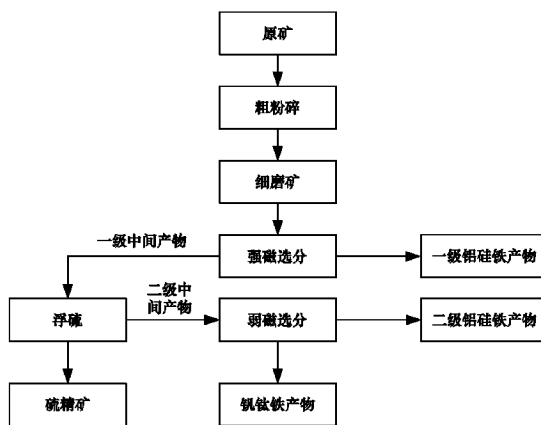 原矿
粗粉碎
细磨矿
一级中间产物
强磁选分
一级铝硅铁产物
二级中
间产物
浮硫
弱磁选分
二级铝硅铁产物
硫精矿
钒钛铁产物